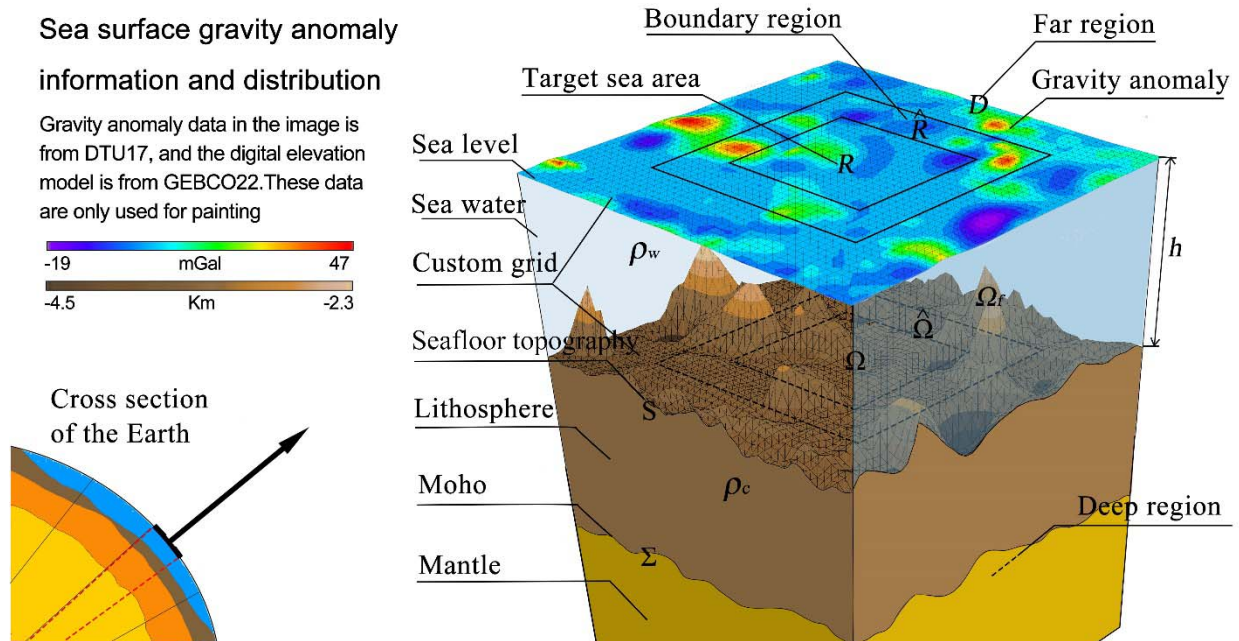 Sea surface gravity anomaly
information and distribution
Gravity anomaly data in the image is
from DTU17, and the digital elevation
model is from GEBCO22.These data
are only used for painting
-19 mGal 47
-4.5 Km -2.3
Cross section
of the Earth
Boundary region
Far region
Target sea area
Gravity anomaly
D
R̂
R
Sea level
Sea water
ρw
h
Custom grid
Ωf
Ω̂
Seafloor topography
Ω
Lithosphere
S
Moho
ρc
Deep region
Σ
Mantle